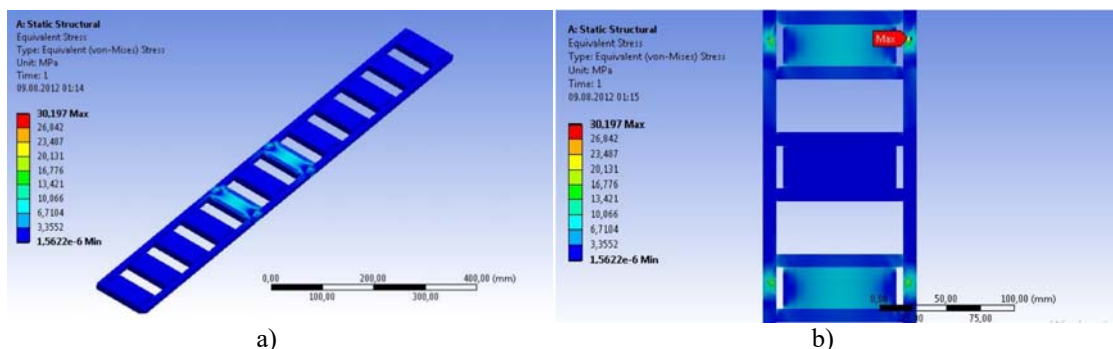 A: Static Structural
Equivalent Stress
Type: Equivalent (von-Mises) Stress
Unit: MPa
Time: 1
09.08.2012 01:14
30,197 Max
26,842
23,487
20,131
16,776
13,421
10,066
6,7104
3,3552
1,5622e-6 Min
0,00 200,00 400,00 (mm)
100,00 300,00
a)
A: Static Structural
Equivalent Stress
Type: Equivalent (von-Mises) Stress
Unit: MPa
Time: 1
09.08.2012 01:15
Max
30,197 Max
26,842
23,487
20,131
16,776
13,421
10,066
6,7104
3,3552
1,5622e-6 Min
0,00 50,00 100,00 (mm)
75,00
b)